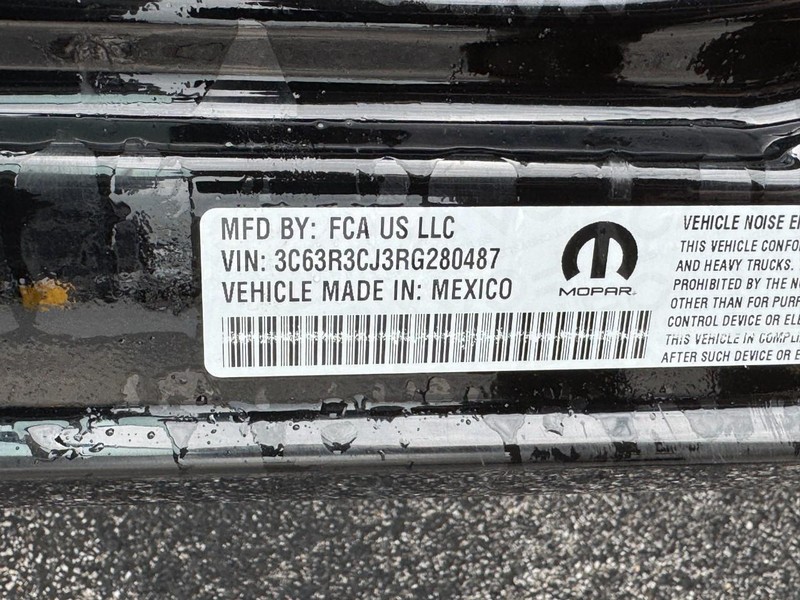 MFD BY: FCA US LLC
VIN: 3C63R3CJ3RG280487
VEHICLE MADE IN: MEXICO
MOPAR
VEHICLE NOISE
THIS VEHICLE
AND HEAVY TRUCKS.
PROHIBITED BY THE
OTHER THAN FOR
CONTROL DEVICE OR
THIS VEHICLE IN
AFTER SUCH DEVICE OR